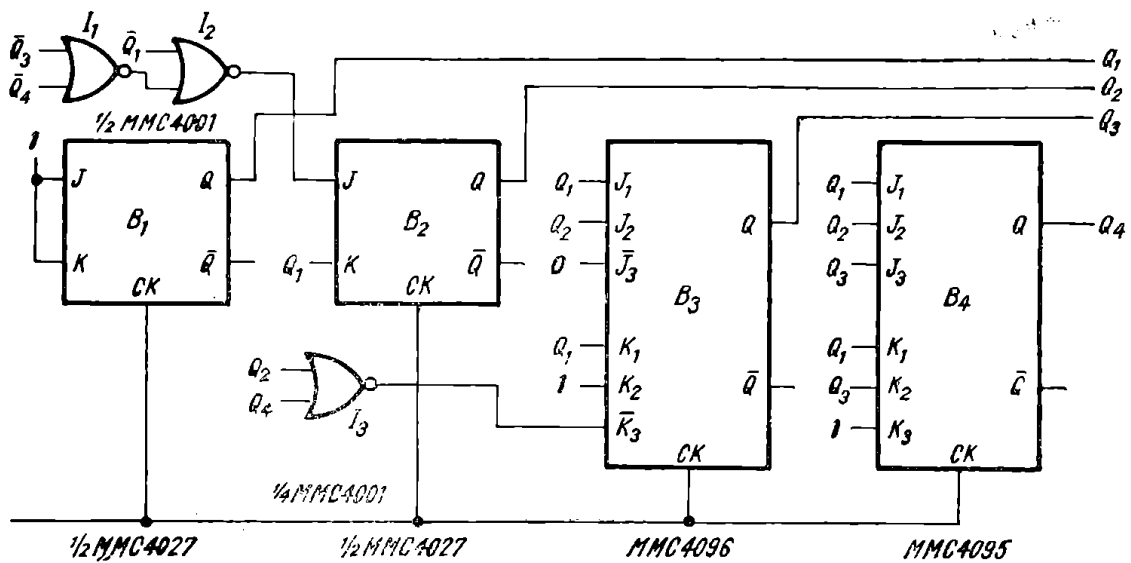 I₁ I₂
Q̄₃ Q̄₁
Q̄₄
Q₁
Q₂
Q₃
1/2 MMC4001
1
J Q J Q Q₁ J₁ Q₁ J₁
B₁ B₂ Q₂ J₂ Q Q₂ J₂ Q Q₄
K Q̄ Q₁ K Q̄ 0 J̄₃ Q₃ J₃
CK CK B₃ B₄
Q₂ Q₁ K₁ Q₁ K₁
Q₄ 1 K₂ Q̄ Q₃ K₂
I₃ K̄₃ 1 K₃
CK CK
1/4 MMC4001
1/2 MMC4027 1/2 MMC4027 MMC4096 MMC4095